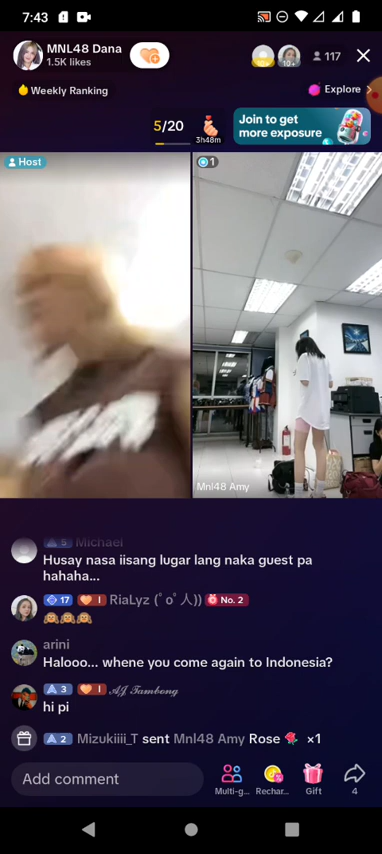 7:43
MNL48 Dana
1.5K likes
10+
117
Weekly Ranking
Explore
5/20
3h48m
Join to get
more exposure
Host
1
Mnl48 Amy
5 Michael
Husay nasa iisang lugar lang naka guest pa
hahaha...
17 I RiaLyz (ﾟoﾟ人)) No. 2
🙊🙊🙊
arini
Halooo... whene you come again to Indonesia?
3 I 𝒜𝒥 𝒯𝒶𝓂𝒷𝑜𝓃𝑔
hi pi
2 Mizukiiii_T sent Mnl48 Amy Rose 🌹 ×1
Add comment
Multi-g...
Rechar...
Gift
4